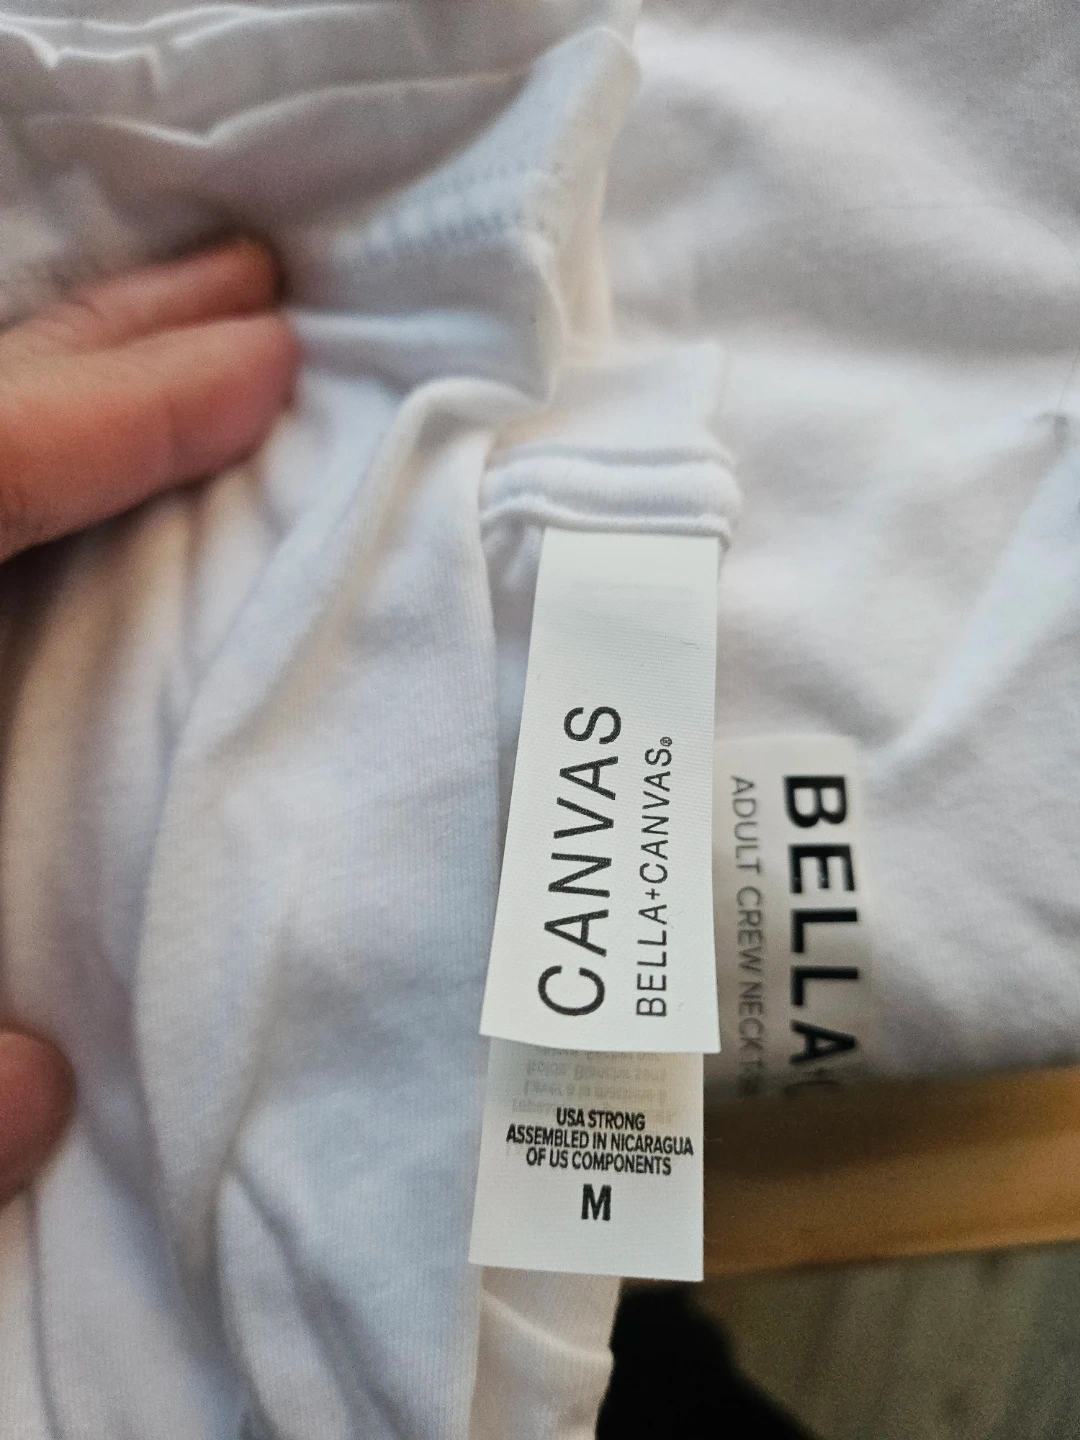 CANVAS
BELLA+CANVAS®
USA STRONG
ASSEMBLED IN NICARAGUA
OF US COMPONENTS
M
BELLA+
ADULT CREW NECK